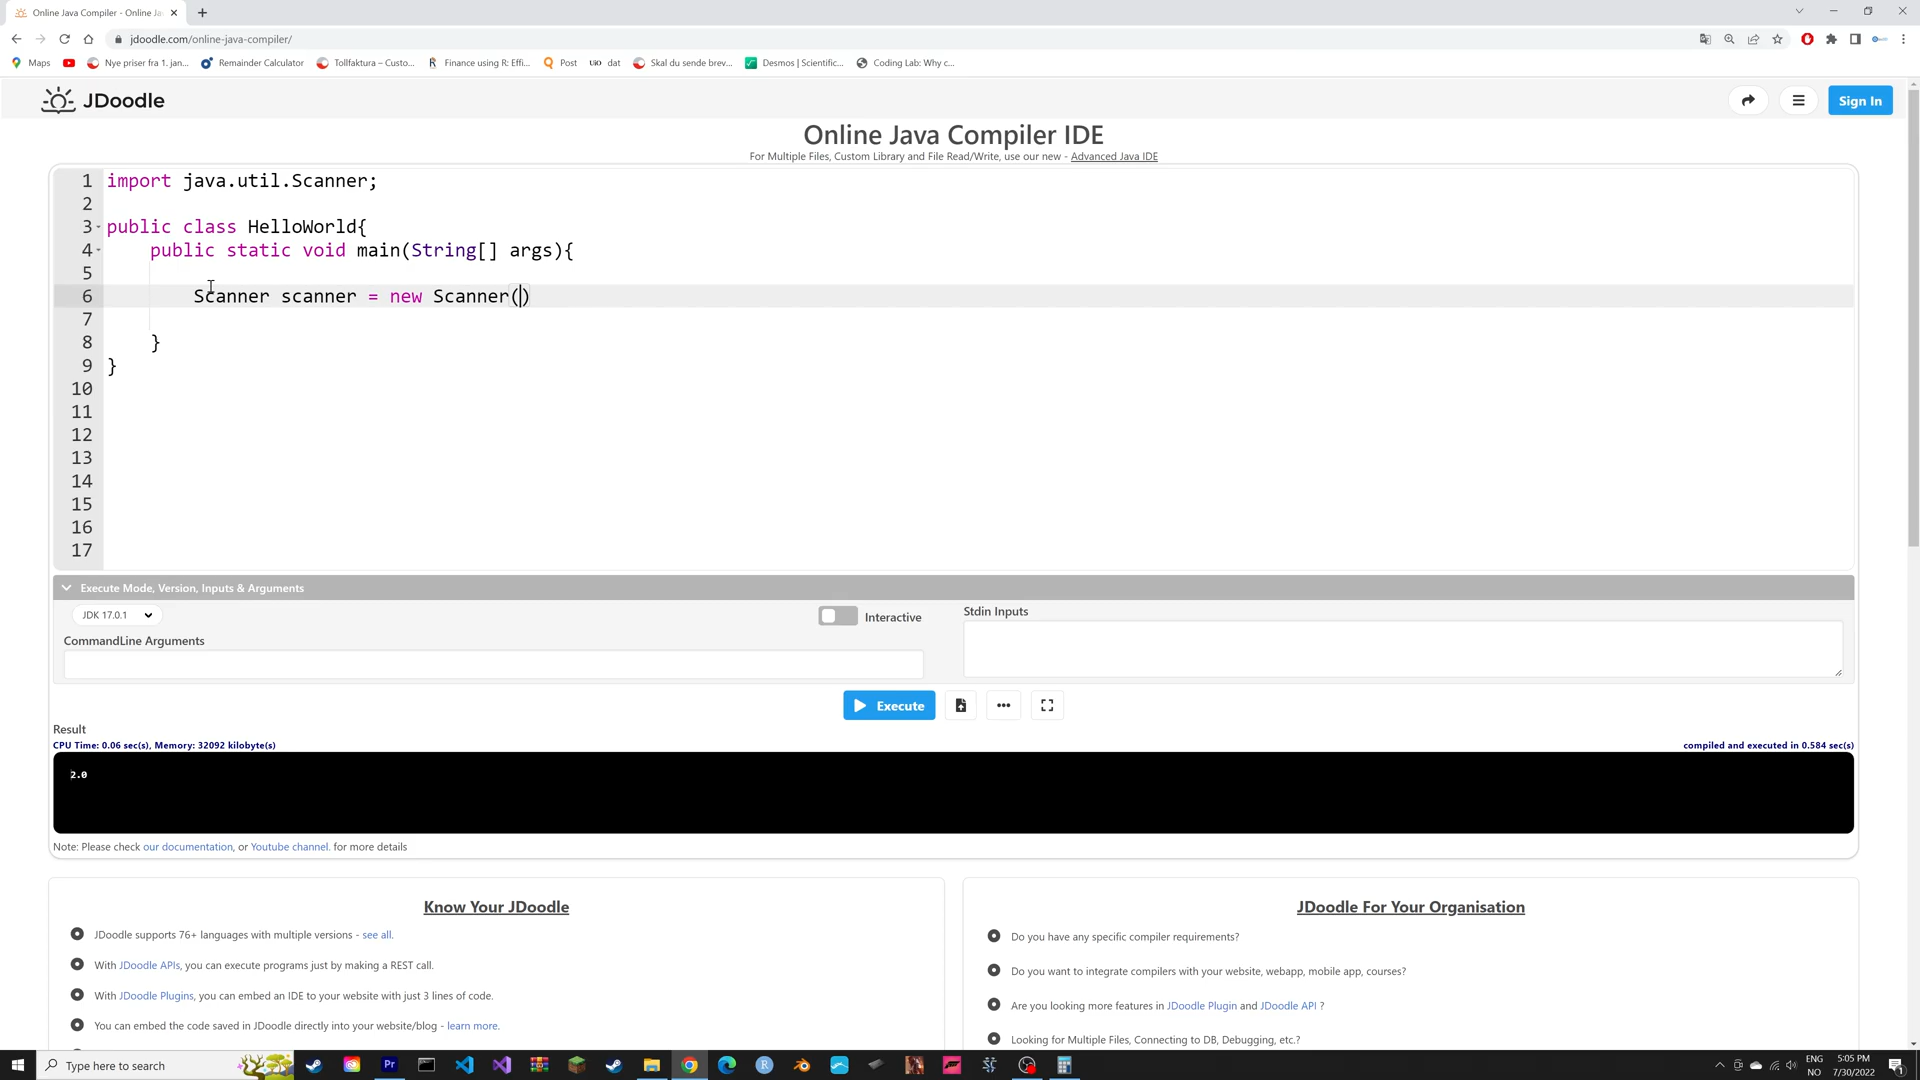 Online Java Compiler - Online Ja
jdoodle.com/online-java-compiler/
Maps
Nye priser fra 1. jan...
Remainder Calculator
Tollfaktura – Custo...
Finance using R: Effi...
Post
UiO dat
Skal du sende brev...
Desmos | Scientific...
Coding Lab: Why c...
JDoodle
Sign In
Online Java Compiler IDE
For Multiple Files, Custom Library and File Read/Write, use our new - Advanced Java IDE
1 import java.util.Scanner;
2
3 public class HelloWorld{
4 public static void main(String[] args){
5
6 Scanner scanner = new Scanner()
7
8 }
9 }
10
11
12
13
14
15
16
17
Execute Mode, Version, Inputs & Arguments
JDK 17.0.1
Interactive
Stdin Inputs
CommandLine Arguments
Execute
Result
CPU Time: 0.06 sec(s), Memory: 32092 kilobyte(s)
compiled and executed in 0.584 sec(s)
2.0
Note: Please check our documentation, or Youtube channel. for more details
Know Your JDoodle
JDoodle supports 76+ languages with multiple versions - see all.
With JDoodle APIs, you can execute programs just by making a REST call.
With JDoodle Plugins, you can embed an IDE to your website with just 3 lines of code.
You can embed the code saved in JDoodle directly into your website/blog - learn more.
JDoodle For Your Organisation
Do you have any specific compiler requirements?
Do you want to integrate compilers with your website, webapp, mobile app, courses?
Are you looking more features in JDoodle Plugin and JDoodle API ?
Looking for Multiple Files, Connecting to DB, Debugging, etc.?
Type here to search
Pr
R
ENG
NO
5:05 PM
7/30/2022
1